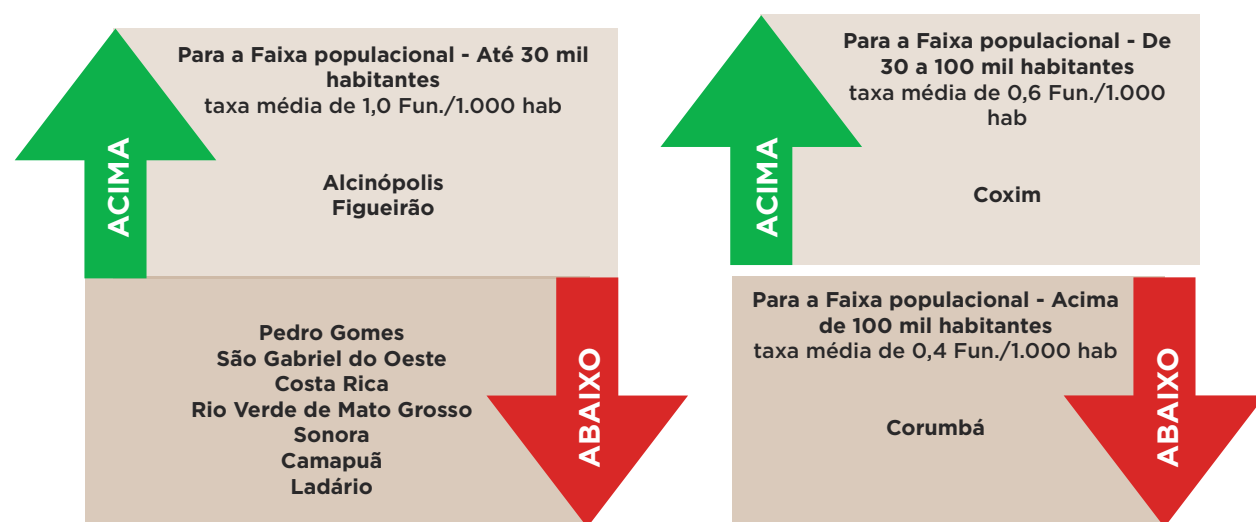 Para a Faixa populacional - Até 30 mil
habitantes
taxa média de 1,0 Fun./1.000 hab
ACIMA
Alcinópolis
Figueirão
Pedro Gomes
São Gabriel do Oeste
Costa Rica
Rio Verde de Mato Grosso
Sonora
Camapuã
Ladário
ABAIXO
Para a Faixa populacional - De
30 a 100 mil habitantes
taxa média de 0,6 Fun./1.000
hab
ACIMA
Coxim
Para a Faixa populacional - Acima
de 100 mil habitantes
taxa média de 0,4 Fun./1.000 hab
Corumbá
ABAIXO